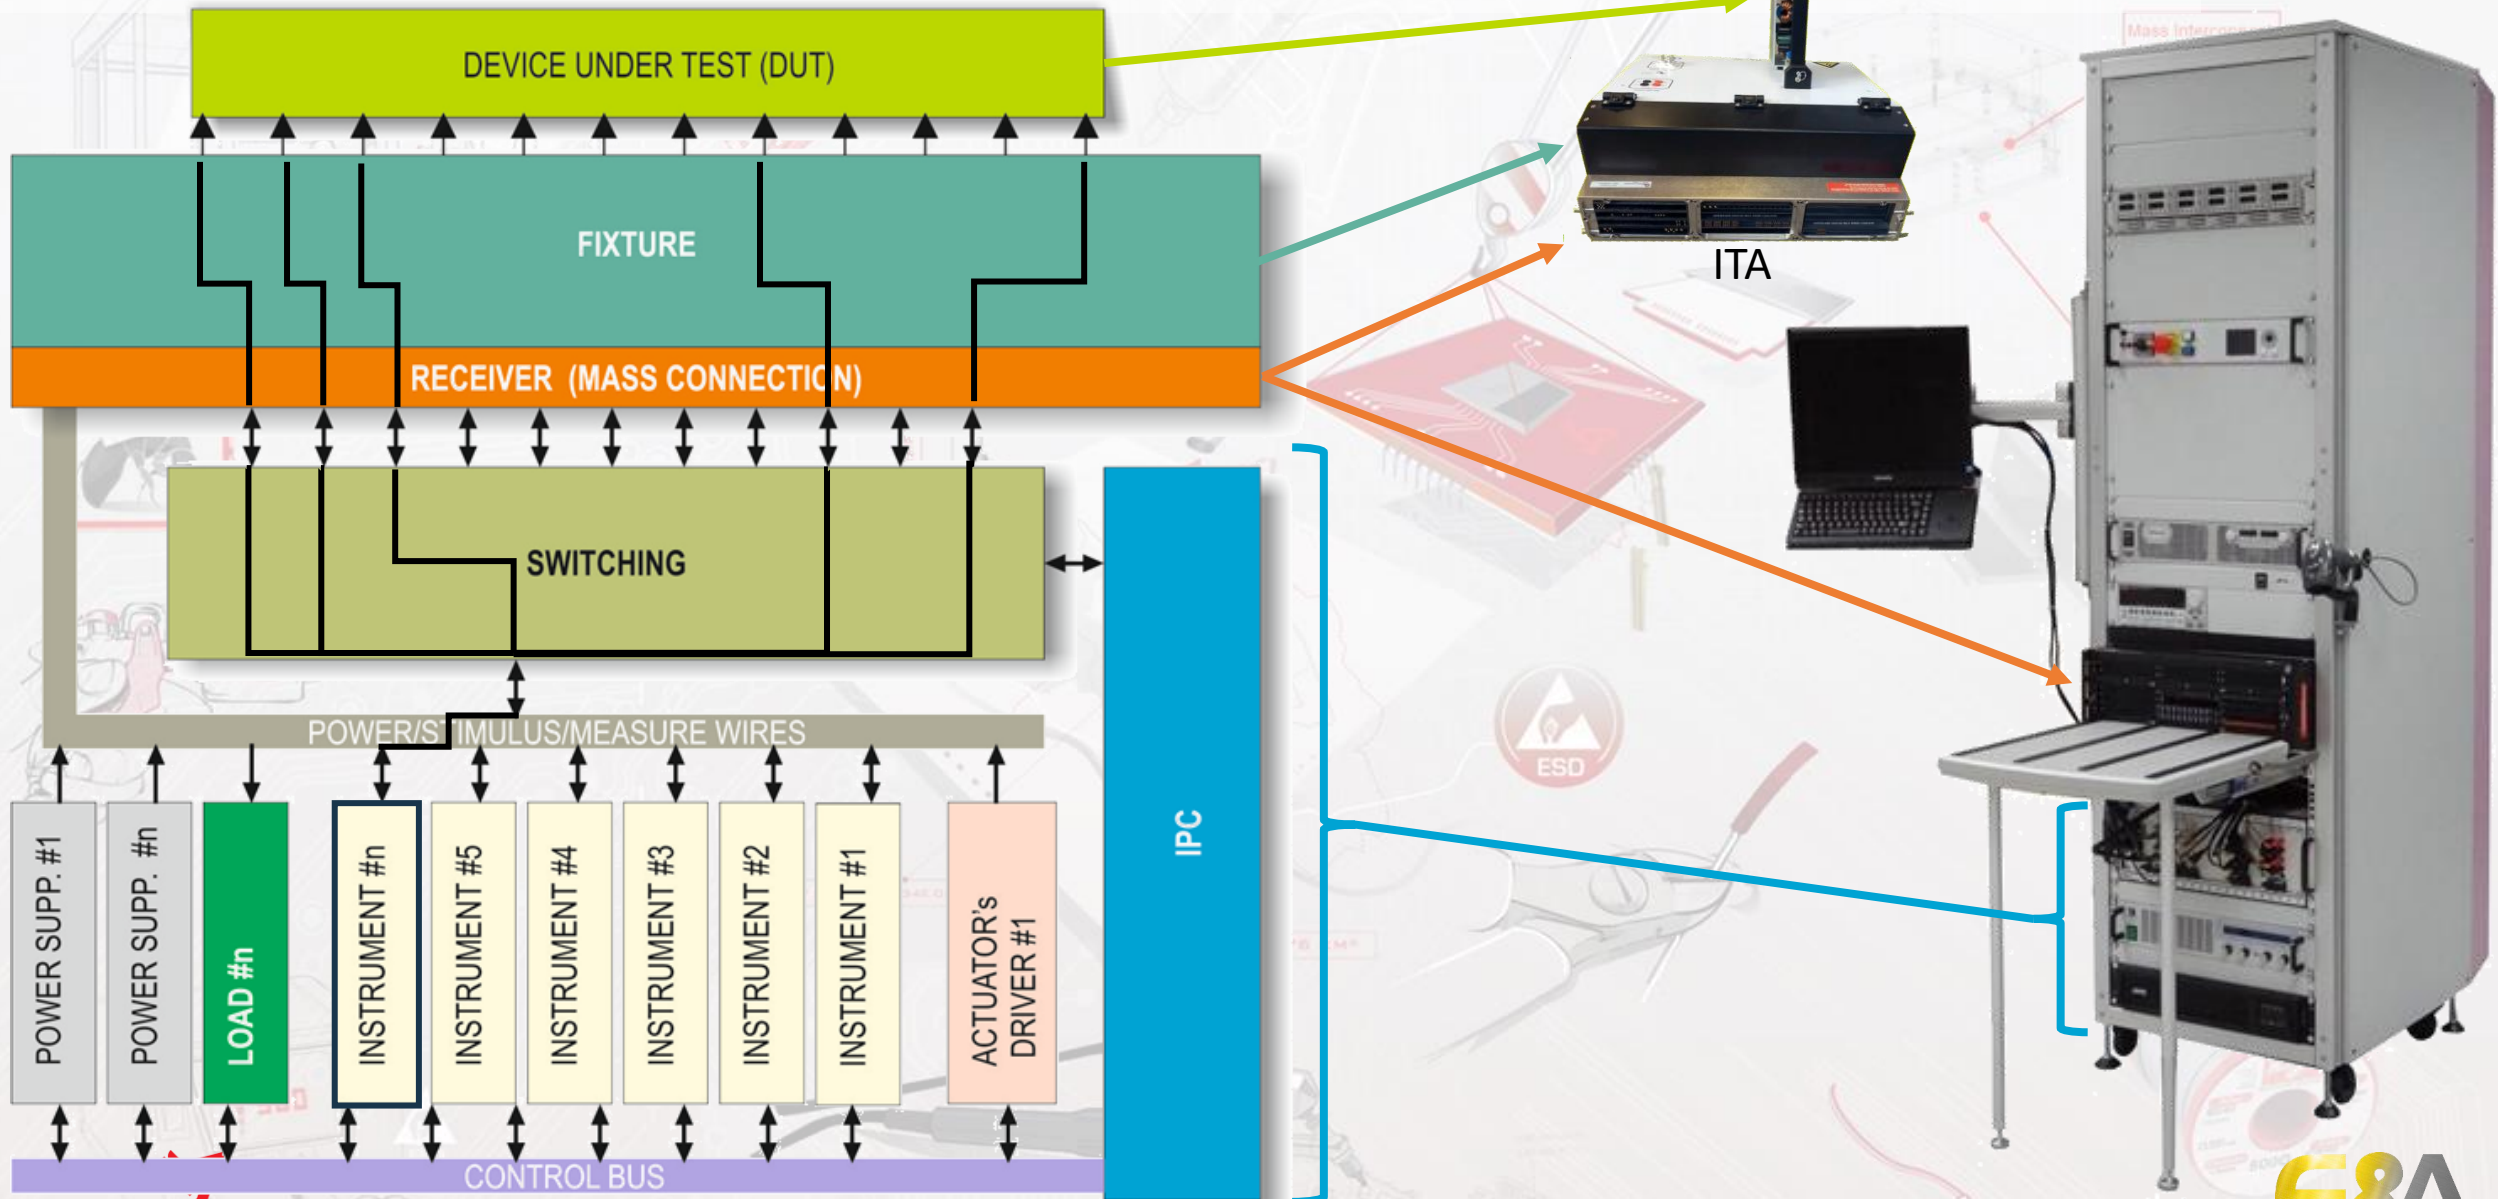 DEVICE UNDER TEST (DUT)
Mass Interconnect
FIXTURE
ITA
RECEIVER (MASS CONNECTION)
SWITCHING
POWER/STIMULUS/MEASURE WIRES
ESD
POWER SUPP. #1
POWER SUPP. #n
LOAD #n
INSTRUMENT #n
INSTRUMENT #5
INSTRUMENT #4
INSTRUMENT #3
INSTRUMENT #2
INSTRUMENT #1
ACTUATOR's
DRIVER #1
IPC
CONTROL BUS